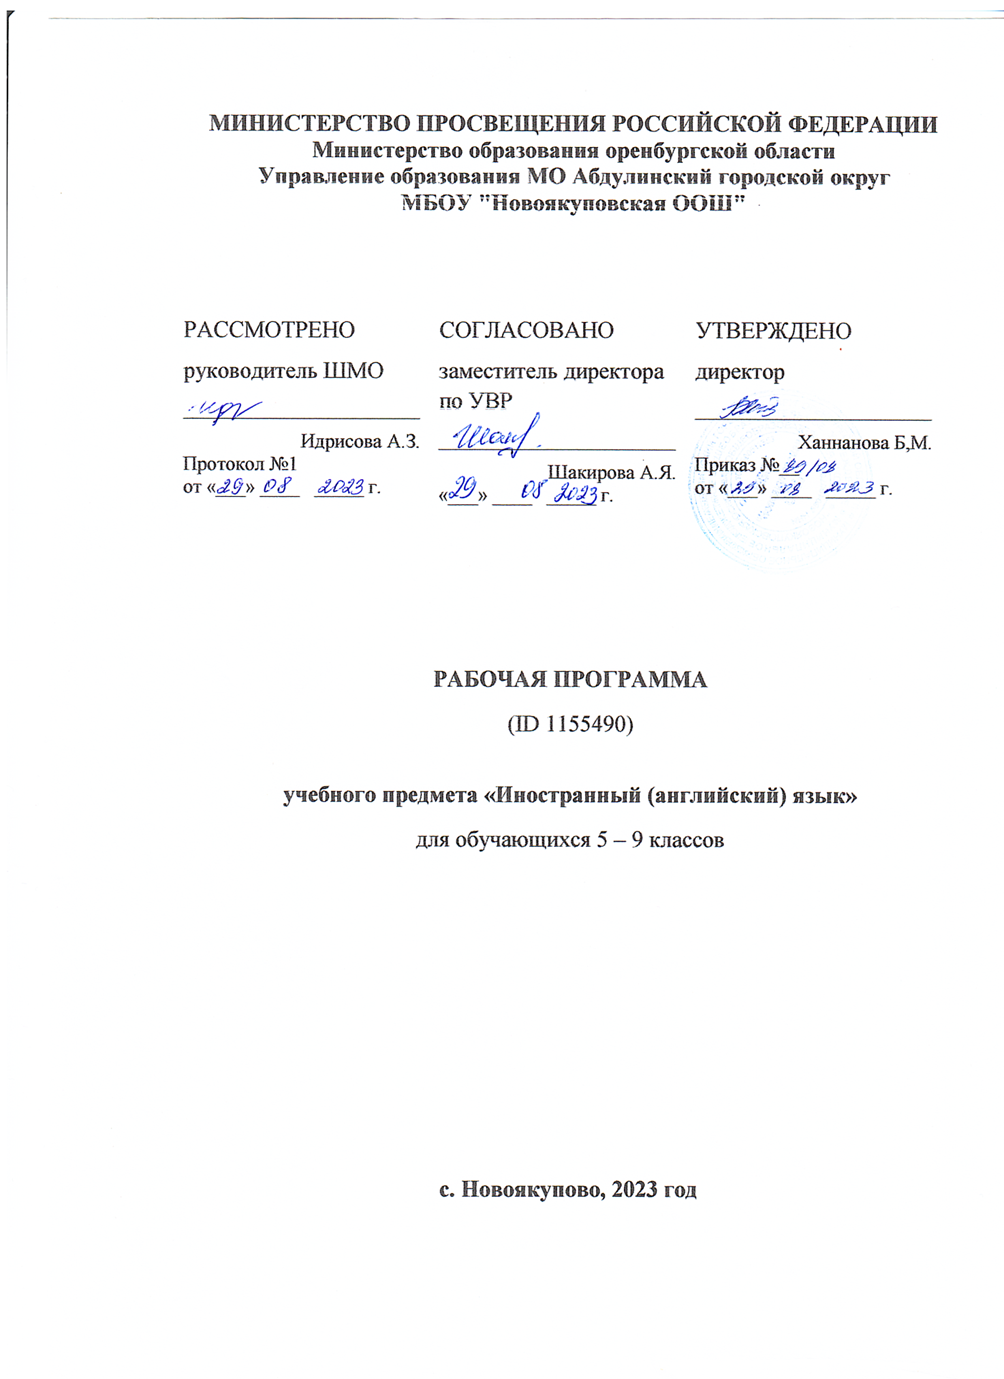 МИНИСТЕРСТВО ПРОСВЕЩЕНИЯ РОССИЙСКОЙ ФЕДЕРАЦИИ
Министерство образования оренбургской области
Управление образования МО Абдулинский городской округ
МБОУ "Новоякуповская ООШ"
РАССМОТРЕНО
руководитель ШМО
Идрисова А.З.
Протокол №1
от «29» 08 2023 г.
СОГЛАСОВАНО
заместитель директора
по УВР
Шакирова А.Я.
«29» 08 2023 г.
УТВЕРЖДЕНО
директор
Ханнанова Б,М.
Приказ №
от «29» 08 2023 г.
РАБОЧАЯ ПРОГРАММА
(ID 1155490)
учебного предмета «Иностранный (английский) язык»
для обучающихся 5 – 9 классов
с. Новоякупово, 2023 год